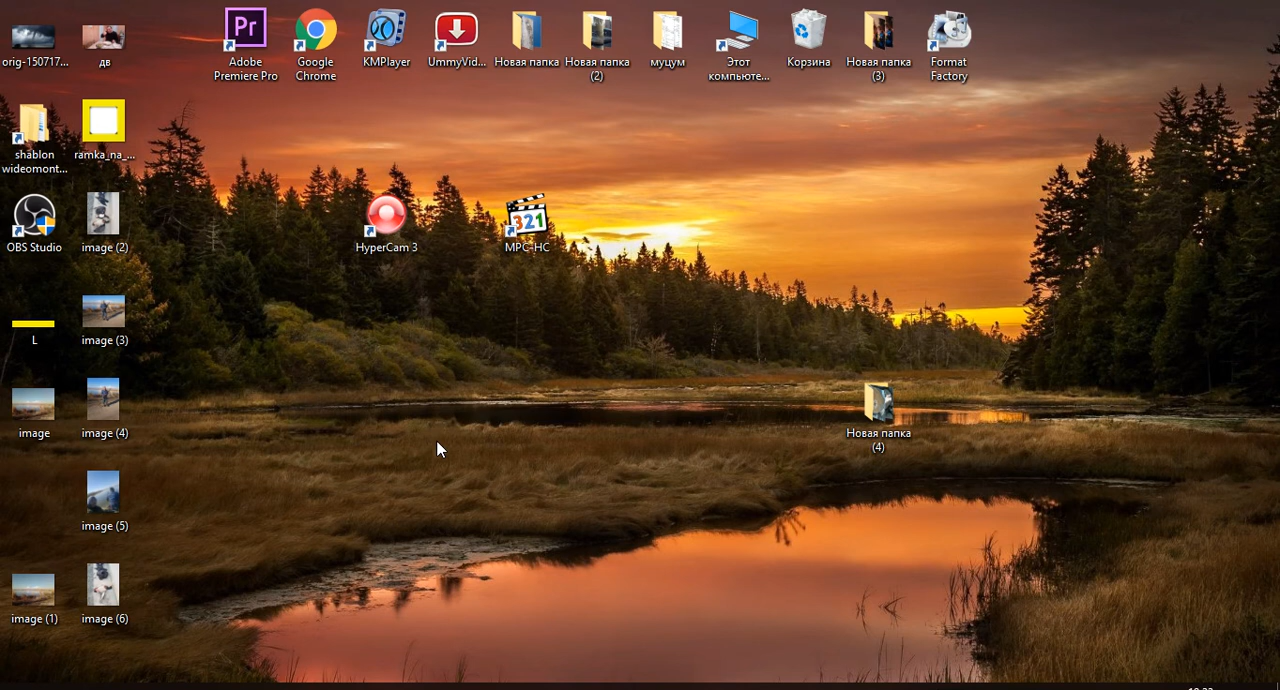 orig-150717...
дв
Adobe
Premiere Pro
Google
Chrome
KMPlayer
UmmyVid...
Новая папка
Новая папка
(2)
муцум
Этот
компьюте...
Корзина
Новая папка
(3)
Format
Factory
shablon
wideomont...
ramka_na_...
OBS Studio
image (2)
HyperCam 3
321
MPC-HC
L
image (3)
image
image (4)
Новая папка
(4)
image (5)
image (1)
image (6)
Pr